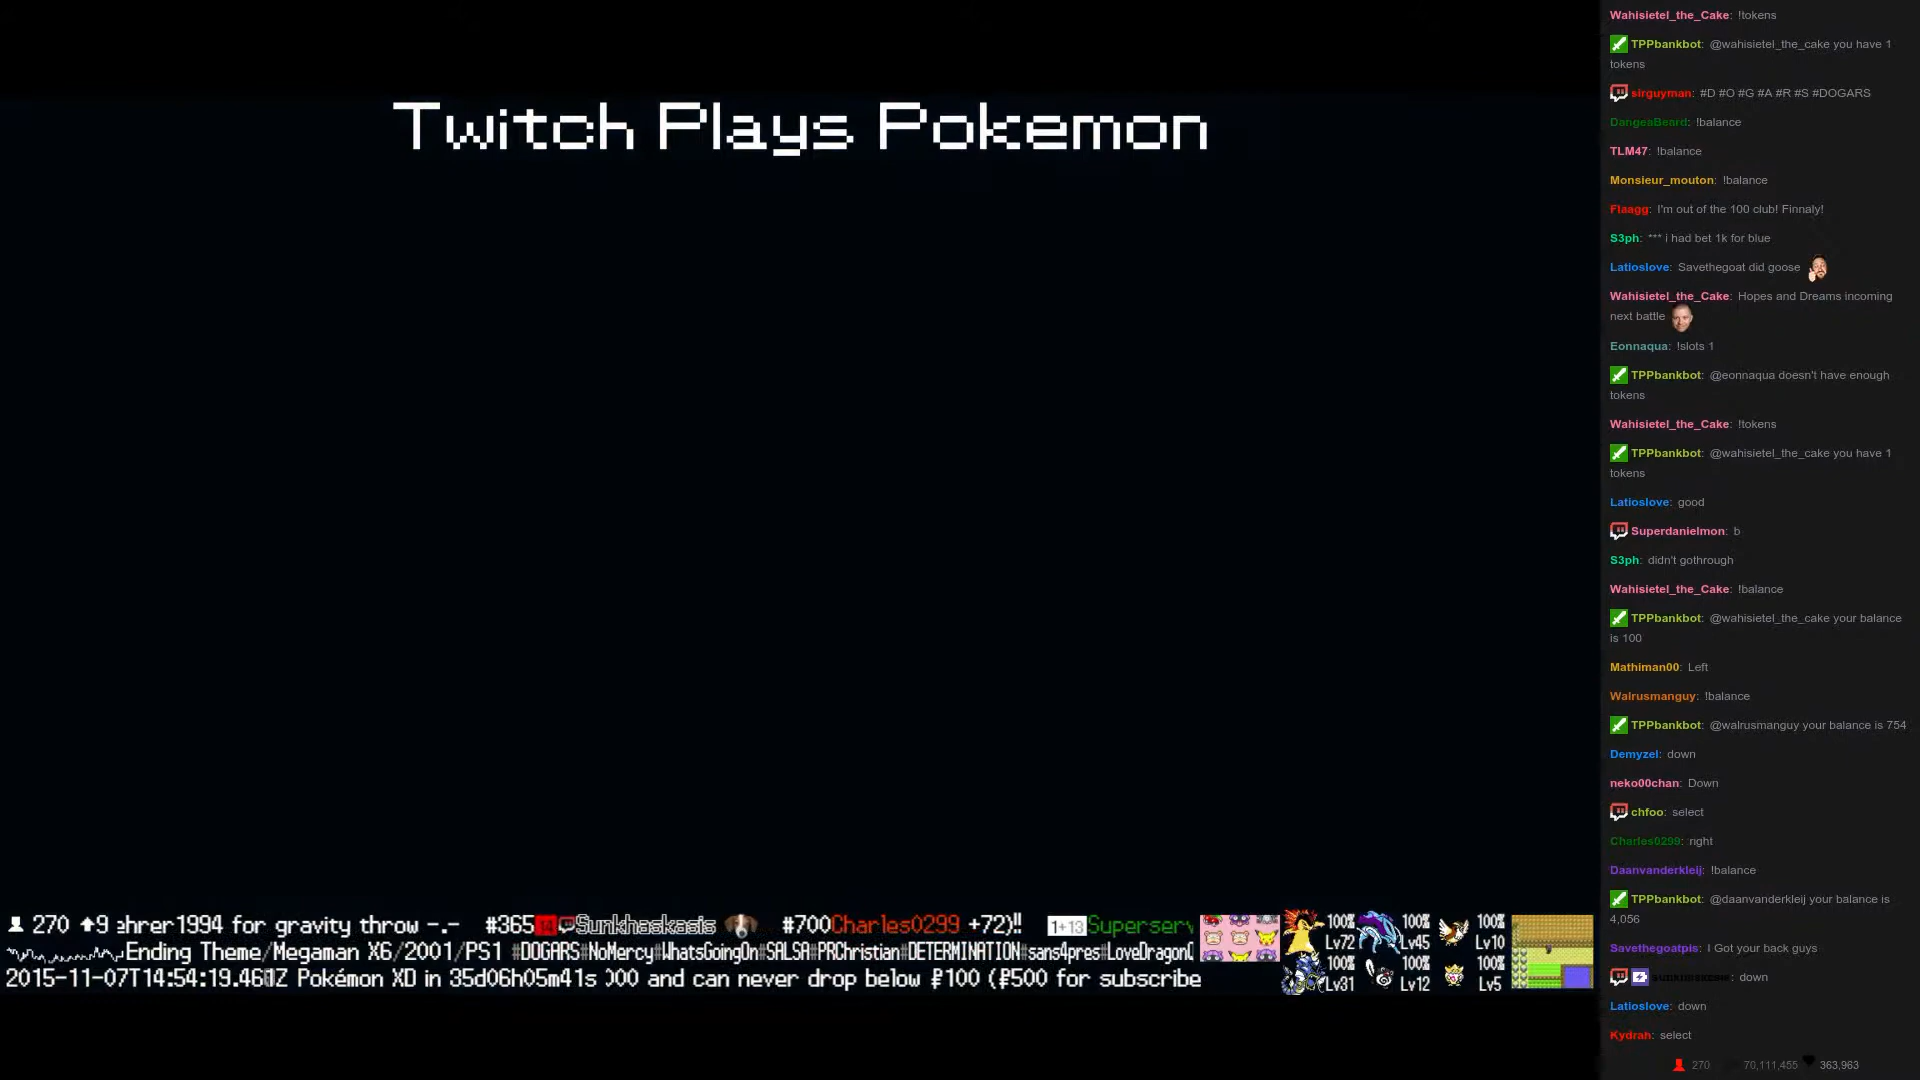 Twitch Plays Pokemon
270 9 ehrer1994 for gravity throw -.- #365 Sunkhaskasis #700 Charles0299 +72)!! 1+13 Superserv
Ending Theme/Megaman X6/2001/PS1 #DOGARS#NoMercy#WhatsGoingOn#SALSA#PRChristian#DETERMINATION#sans4pres#LoveDragon
2015-11-07T14:54:19.46 Z Pokémon XD in 35d06h05m41s 000 and can never drop below ₽100 (₽500 for subscribe
100% 100% 100%
Lv72 Lv45 Lv10
100% 100% 100%
Lv31 Lv12 Lv5
Wahisietel_the_Cake: !tokens
TPPbankbot: @wahisietel_the_cake you have 1
tokens
sirguyman: #D #O #G #A #R #S #DOGARS
DangeaBeard: !balance
TLM47: !balance
Monsieur_mouton: !balance
Flaagg: I'm out of the 100 club! Finnaly!
S3ph: *** i had bet 1k for blue
Latioslove: Savethegoat did goose
Wahisietel_the_Cake: Hopes and Dreams incoming
next battle
Eonnaqua: !slots 1
TPPbankbot: @eonnaqua doesn't have enough
tokens
Wahisietel_the_Cake: !tokens
TPPbankbot: @wahisietel_the_cake you have 1
tokens
Latioslove: good
Superdanielmon: b
S3ph: didn't gothrough
Wahisietel_the_Cake: !balance
TPPbankbot: @wahisietel_the_cake your balance
is 100
Mathiman00: Left
Walrusmanguy: !balance
TPPbankbot: @walrusmanguy your balance is 754
Demyzel: down
neko00chan: Down
chfoo: select
Charles0299: right
Daanvanderkleij: !balance
TPPbankbot: @daanvanderkleij your balance is
4,056
Savethegoatpis: I Got your back guys
: down
Latioslove: down
Kydrah: select
270 70,111,455 363,963